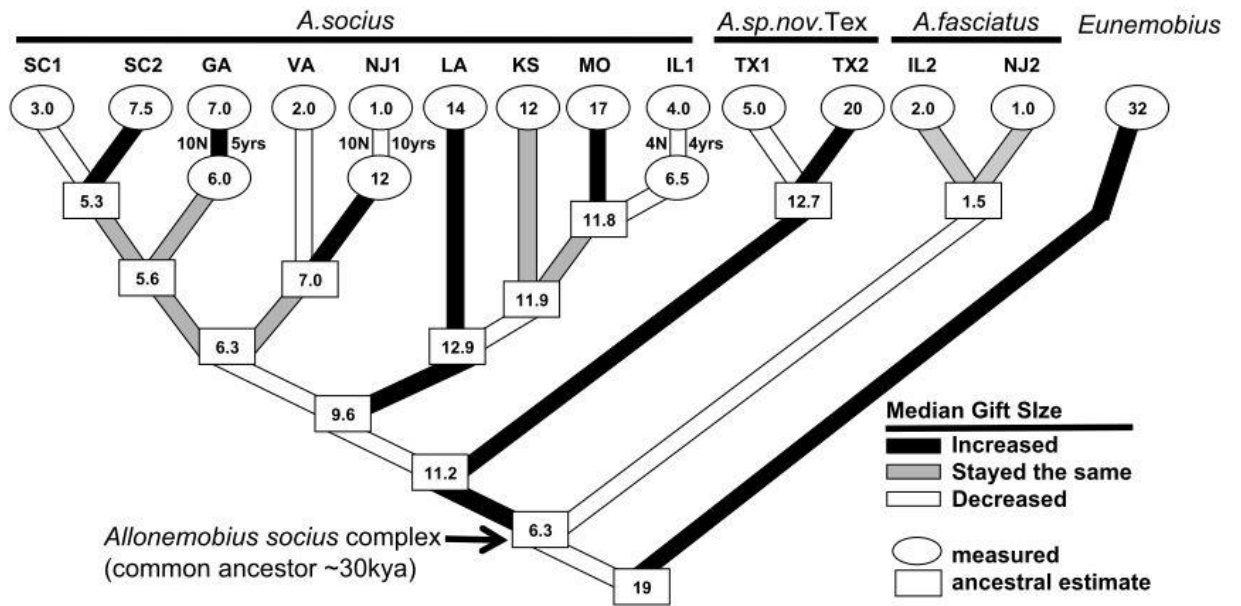 A.socius A.sp.nov.Tex A.fasciatus Eunemobius
SC1 SC2 GA VA NJ1 LA KS MO IL1 TX1 TX2 IL2 NJ2
3.0 7.5 7.0 2.0 1.0 14 12 17 4.0 5.0 20 2.0 1.0 32
10N 5yrs 10N 10yrs 4N 4yrs
6.0 12 6.5
5.3 11.8 12.7 1.5
5.6 7.0 11.9
6.3 12.9
9.6
11.2
6.3
19
Allonemobius socius complex
(common ancestor ~30kya)
Median Gift SIze
Increased
Stayed the same
Decreased
measured
ancestral estimate